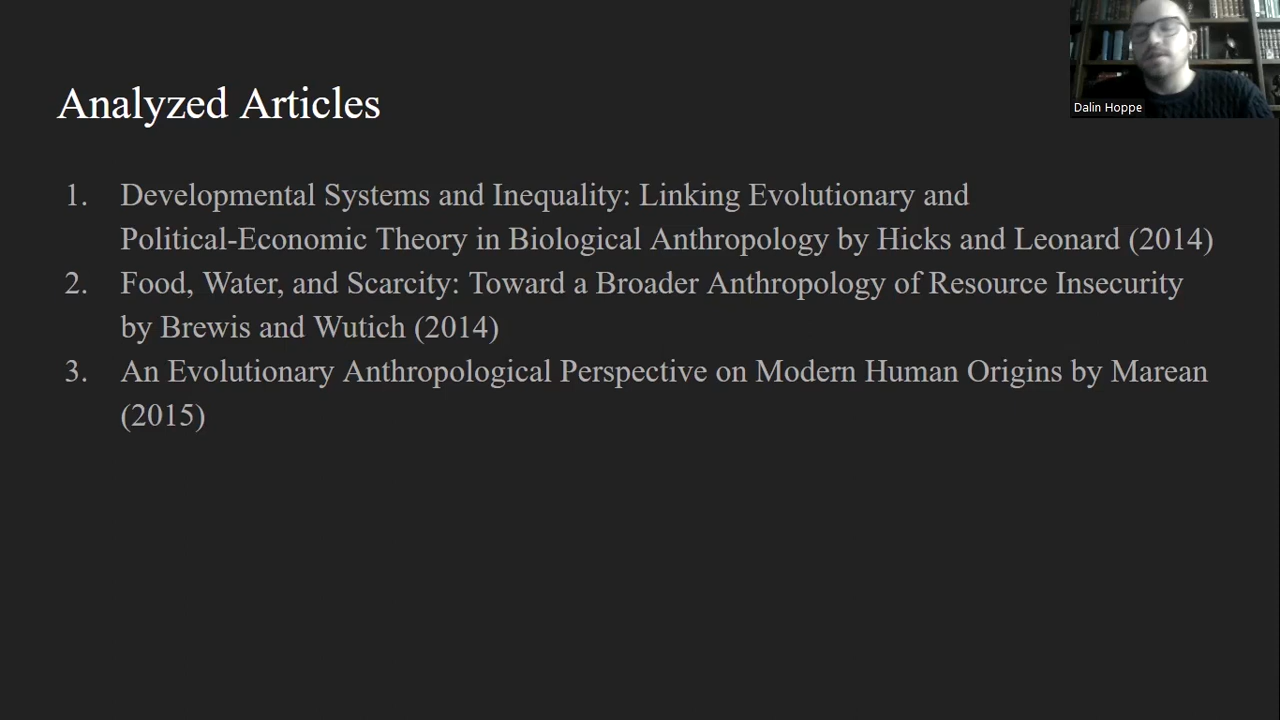 Analyzed Articles
Dalin Hoppe
1. Developmental Systems and Inequality: Linking Evolutionary and
Political-Economic Theory in Biological Anthropology by Hicks and Leonard (2014)
2. Food, Water, and Scarcity: Toward a Broader Anthropology of Resource Insecurity
by Brewis and Wutich (2014)
3. An Evolutionary Anthropological Perspective on Modern Human Origins by Marean
(2015)